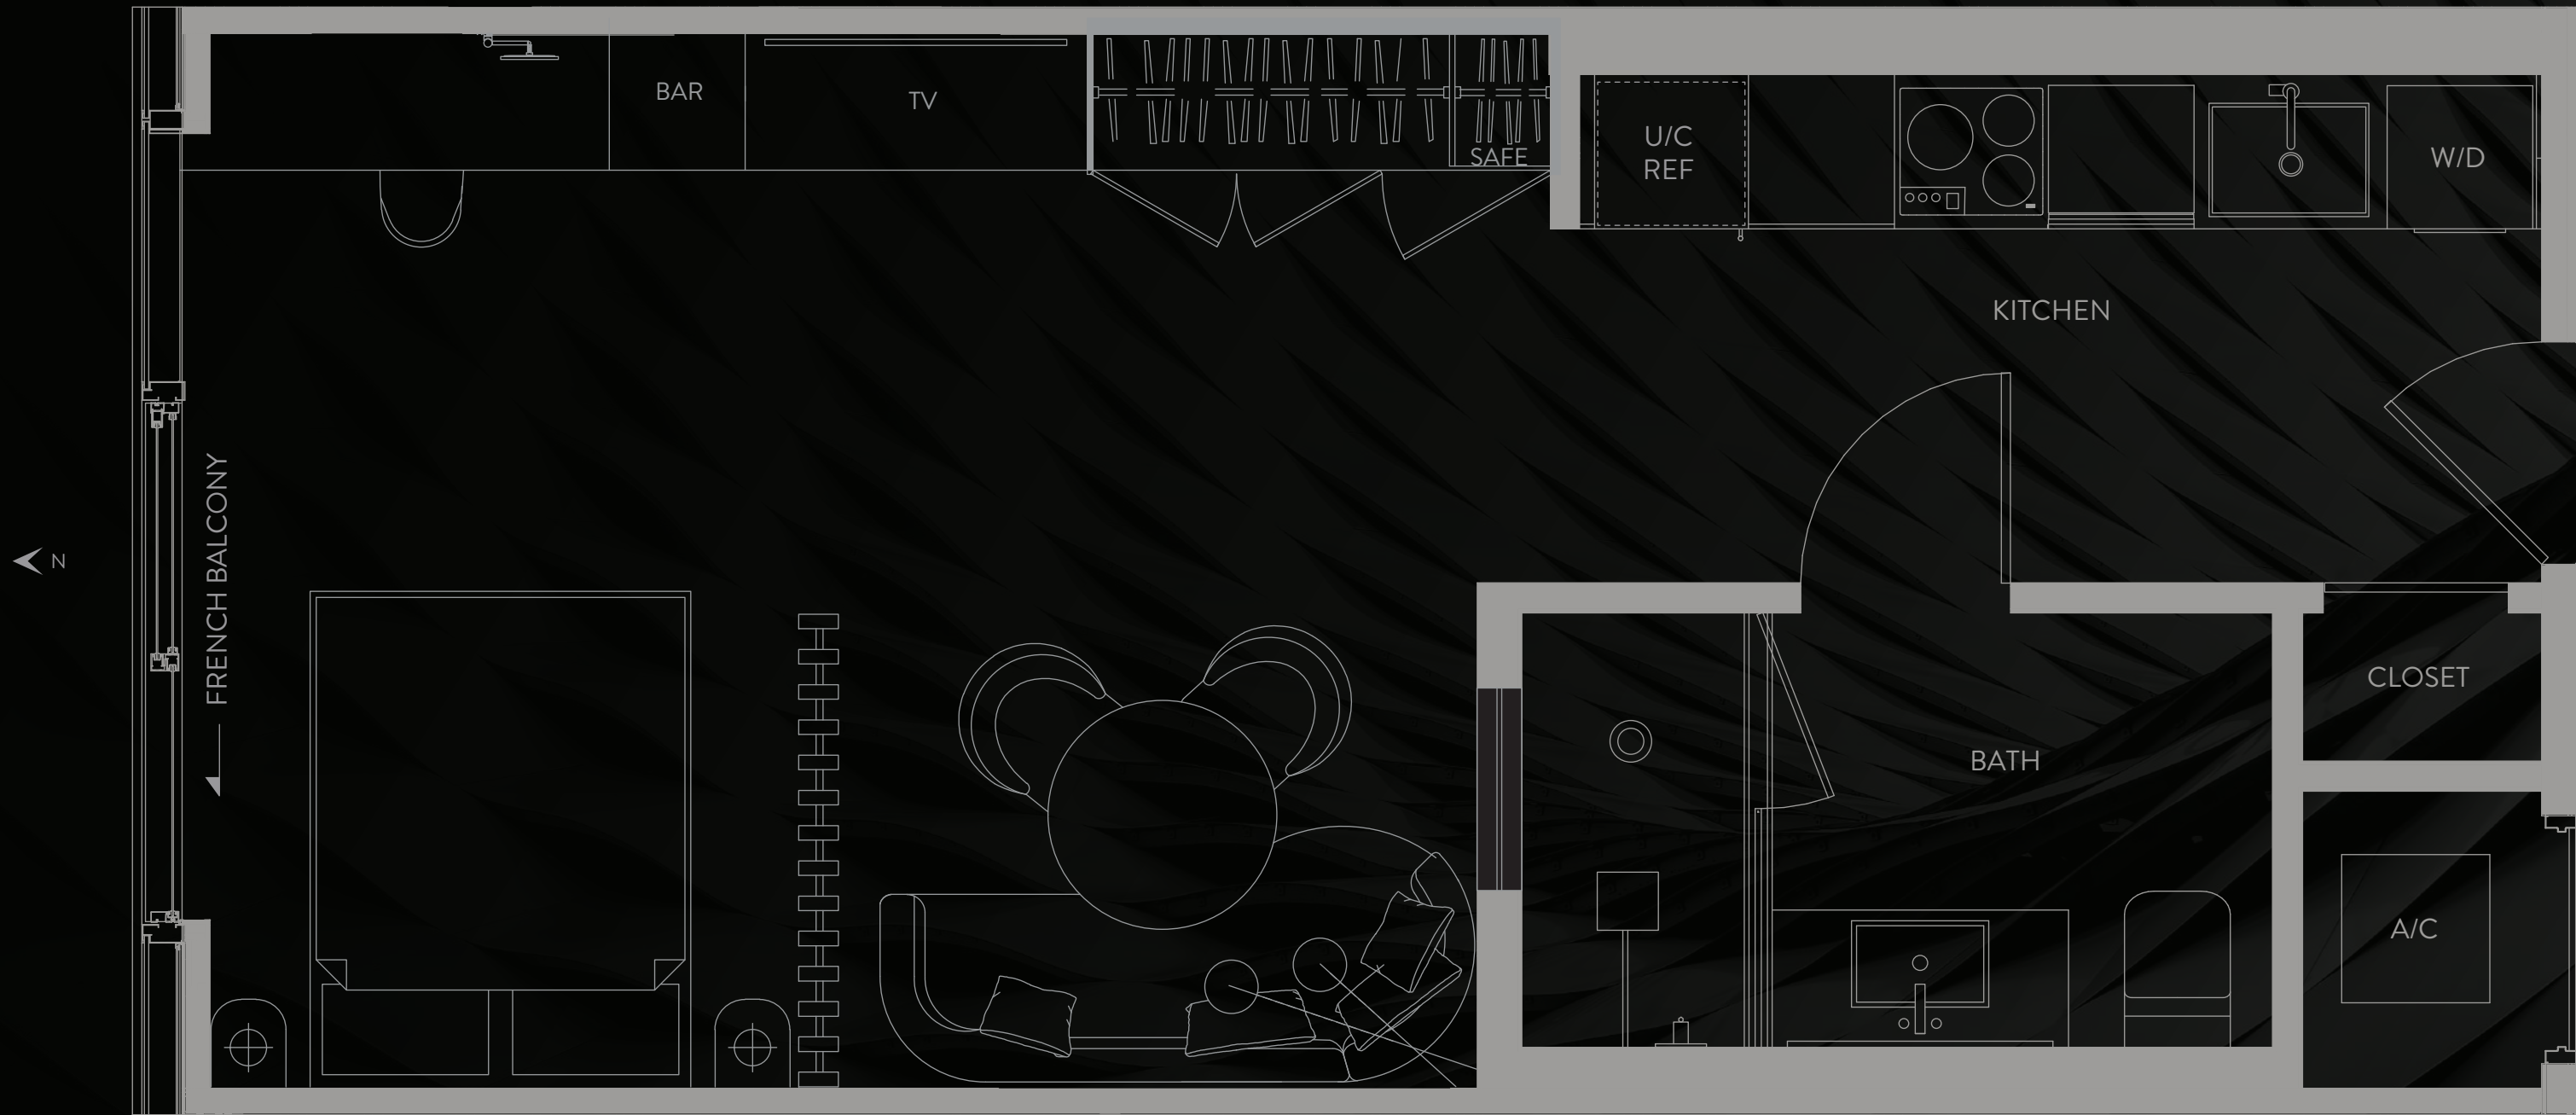 BAR
TV
SAFE
U/C
REF
W/D
KITCHEN
FRENCH BALCONY
N
CLOSET
BATH
A/C